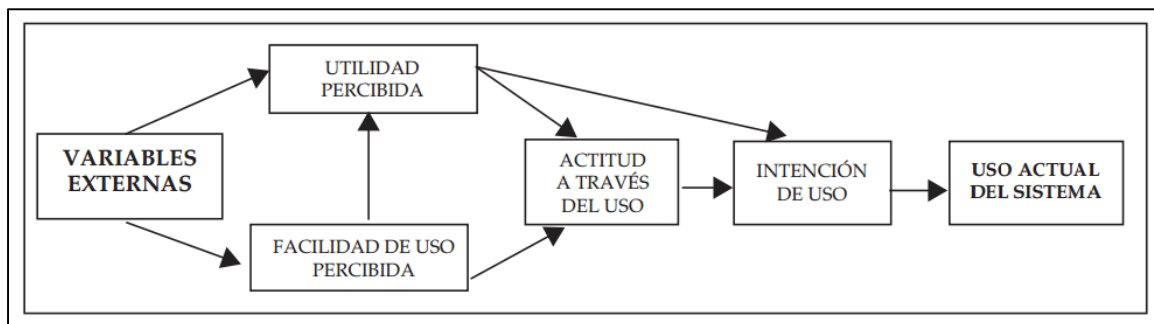 UTILIDAD
PERCIBIDA
VARIABLES
EXTERNAS
FACILIDAD DE USO
PERCIBIDA
ACTITUD
A TRAVÉS
DEL USO
INTENCIÓN
DE USO
USO ACTUAL
DEL SISTEMA